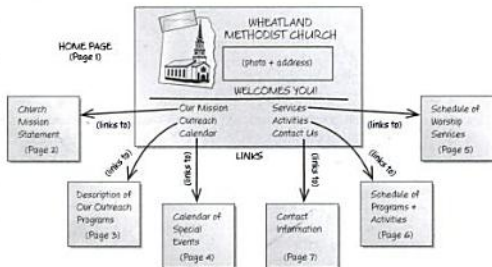 WHEATLAND
METHODIST CHURCH
HOME PAGE
(Page 1)
(photo + address)
WELCOMES YOU!
Our Mission
Outreach
Calendar
Services
Activities
Contact Us
LINKS
Church
Mission
Statement
(Page 2)
(links to)
(links to)
(links to)
(links to)
(links to)
(links to)
Schedule of
Worship
Services
(Page 5)
Description of
Our Outreach
Programs
(Page 3)
Calendar of
Special
Events
(Page 4)
Contact
Information
(Page 7)
Schedule of
Programs +
Activities
(Page 6)